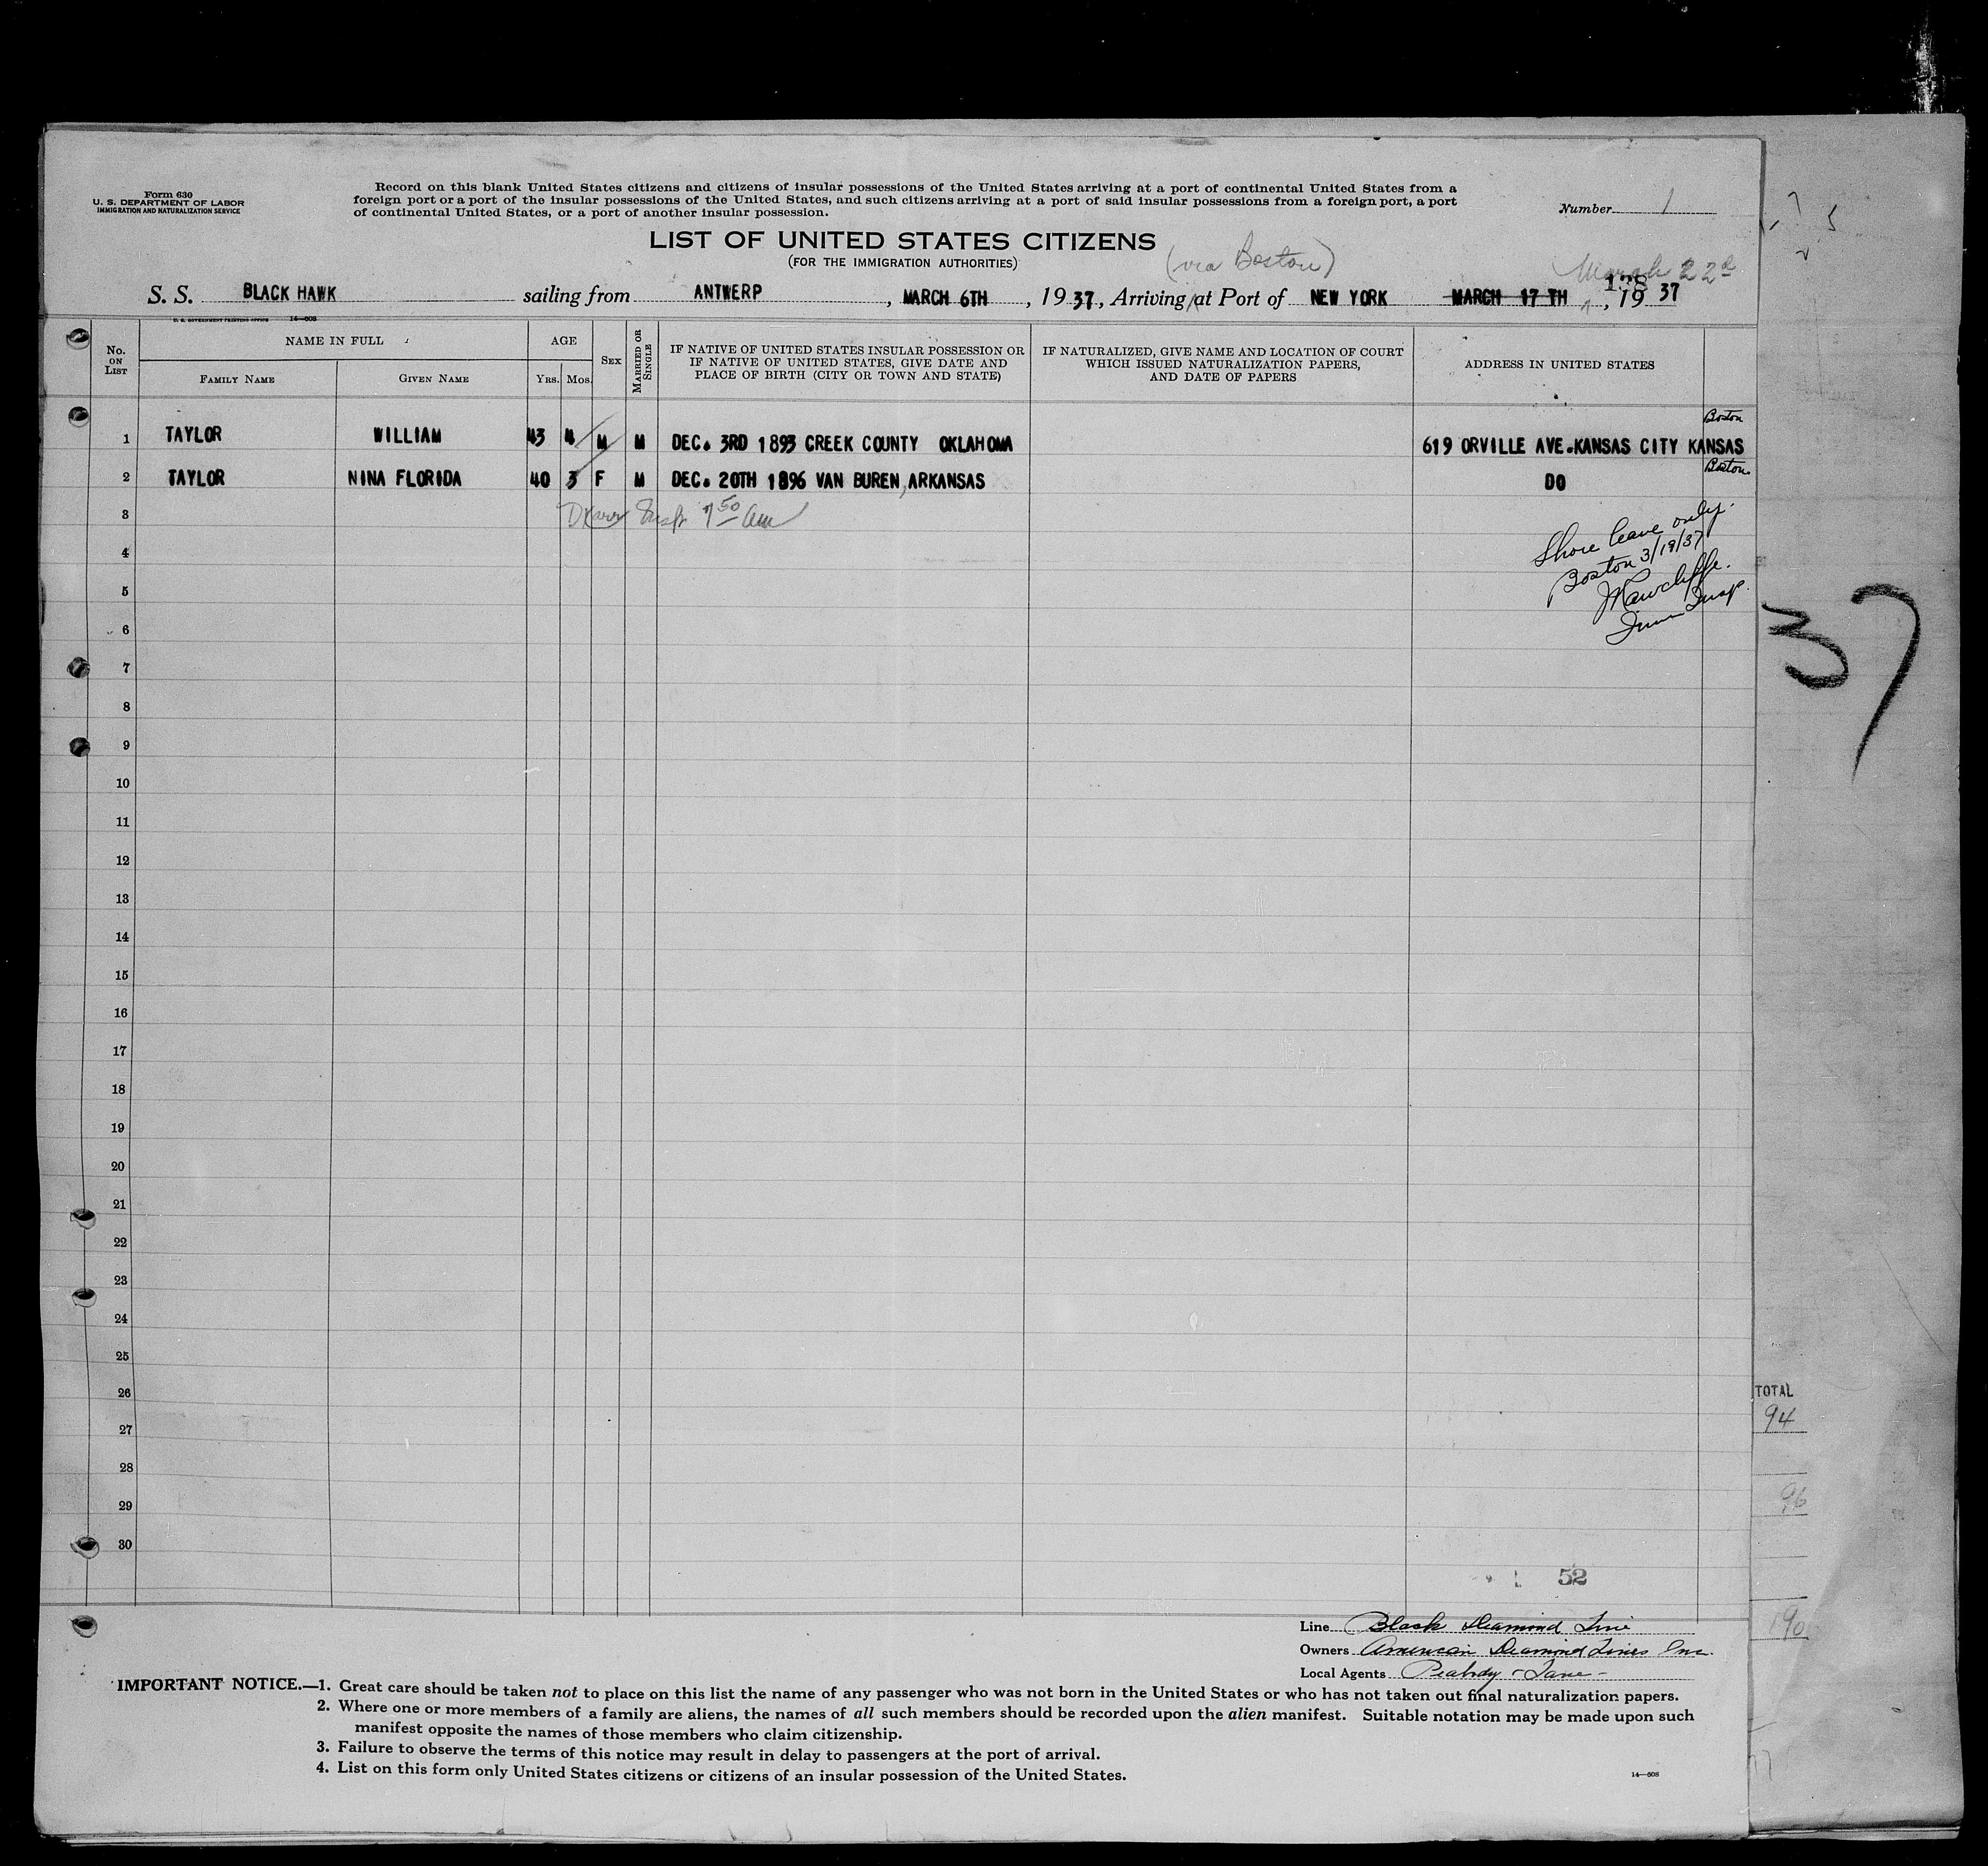 Form 630
U. S. DEPARTMENT OF LABOR
IMMIGRATION AND NATURALIZATION SERVICE
Record on this blank United States citizens and citizens of insular possessions of the United States arriving at a port of continental United States from a
foreign port or a port of the insular possessions of the United States, and such citizens arriving at a port of said insular possessions from a foreign port, a port
of continental United States, or a port of another insular possession.
Number 1
LIST OF UNITED STATES CITIZENS
(FOR THE IMMIGRATION AUTHORITIES)
(via Boston)
March 22d
138
S. S. BLACK HAWK sailing from ANTWERP, MARCH 6TH, 1937, Arriving at Port of NEW YORK MARCH 17 TH, 1937
U. S. GOVERNMENT PRINTING OFFICE 14—608
No. ON LIST
NAME IN FULL
FAMILY NAME
GIVEN NAME
AGE
YRS.
MOS.
SEX
MARRIED OR SINGLE
IF NATIVE OF UNITED STATES INSULAR POSSESSION OR
IF NATIVE OF UNITED STATES, GIVE DATE AND
PLACE OF BIRTH (CITY OR TOWN AND STATE)
IF NATURALIZED, GIVE NAME AND LOCATION OF COURT
WHICH ISSUED NATURALIZATION PAPERS,
AND DATE OF PAPERS
ADDRESS IN UNITED STATES
Boston
1 TAYLOR WILLIAM 43 4 M M DEC. 3RD 1893 CREEK COUNTY OKLAHOMA 619 ORVILLE AVE.KANSAS CITY KANSAS
Boston
2 TAYLOR NINA FLORIDA 40 3 F M DEC. 20TH 1896 VAN BUREN, ARKANSAS DO
3 Insp 7 50 am
Shore leave only.
4
Boston 3/19/37
5
Imm Insp.
6
7
8
9
10
11
12
13
14
15
16
17
18
19
20
21
22
23
24
25
26
27
28
29
30
37
TOTAL
94
96
190
52
Line Black Diamond Line
Owners American Diamond Lines Inc.
Local Agents Peabody & Lane
IMPORTANT NOTICE.—1. Great care should be taken not to place on this list the name of any passenger who was not born in the United States or who has not taken out final naturalization papers.
2. Where one or more members of a family are aliens, the names of all such members should be recorded upon the alien manifest. Suitable notation may be made upon such
manifest opposite the names of those members who claim citizenship.
3. Failure to observe the terms of this notice may result in delay to passengers at the port of arrival.
4. List on this form only United States citizens or citizens of an insular possession of the United States.
14—608